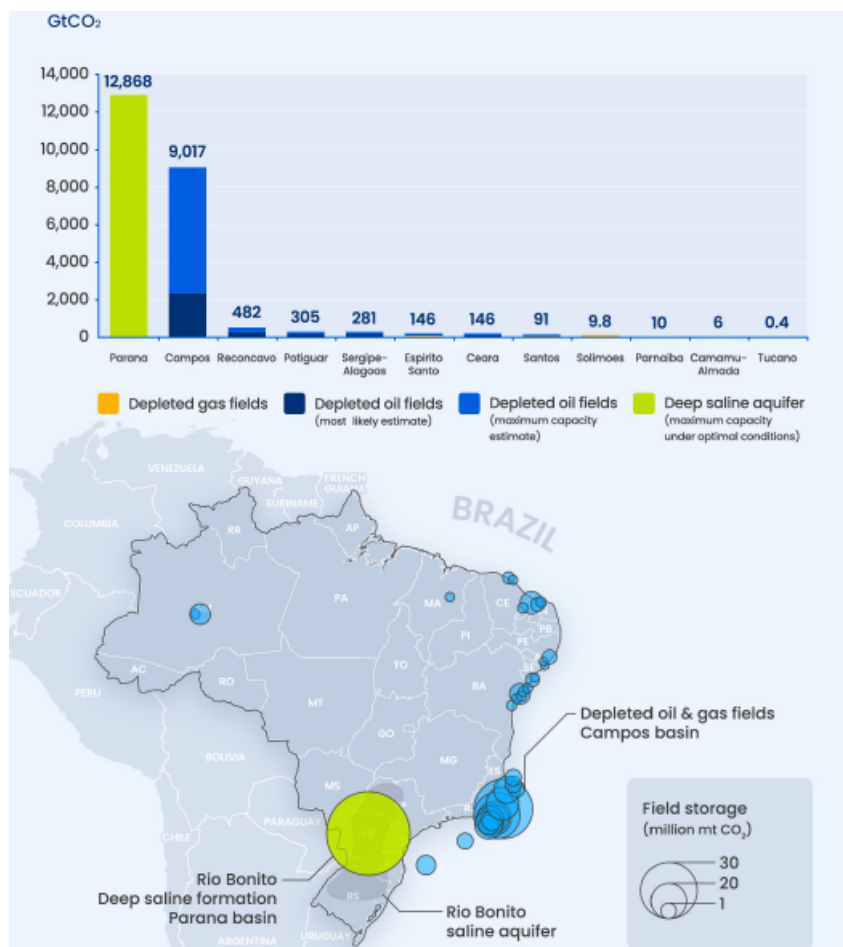 GtCO₂
14,000
12,000
10,000
8,000
6,000
4,000
2,000
0
12,868
9,017
482
305
281
146
146
91
9.8
10
6
0.4
Parana
Campos
Reconcavo
Potiguar
Sergipe-
Alagoas
Espirito
Santo
Ceara
Santos
Solimoes
Parnaiba
Camamu-
Almada
Tucano
Depleted gas fields
Depleted oil fields
(most likely estimate)
Depleted oil fields
(maximum capacity
estimate)
Deep saline aquifer
(maximum capacity
under optimal conditions)
VENEZUELA
GUYANA
SURINAME
FRENCH
GUIANA
COLUMBIA
ECUADOR
PERU
BOLIVIA
PARAGUAY
CHILE
ARGENTINA
URUGUAY
BRAZIL
RR
AP
PA
MA
CE
PI
PB
PE
AC
RO
TO
BA
MT
GO
MG
ES
MS
PR
RS
Depleted oil & gas fields
Campos basin
Rio Bonito
Deep saline formation
Parana basin
Rio Bonito
saline aquifer
Field storage
(million mt CO₂)
30
20
1